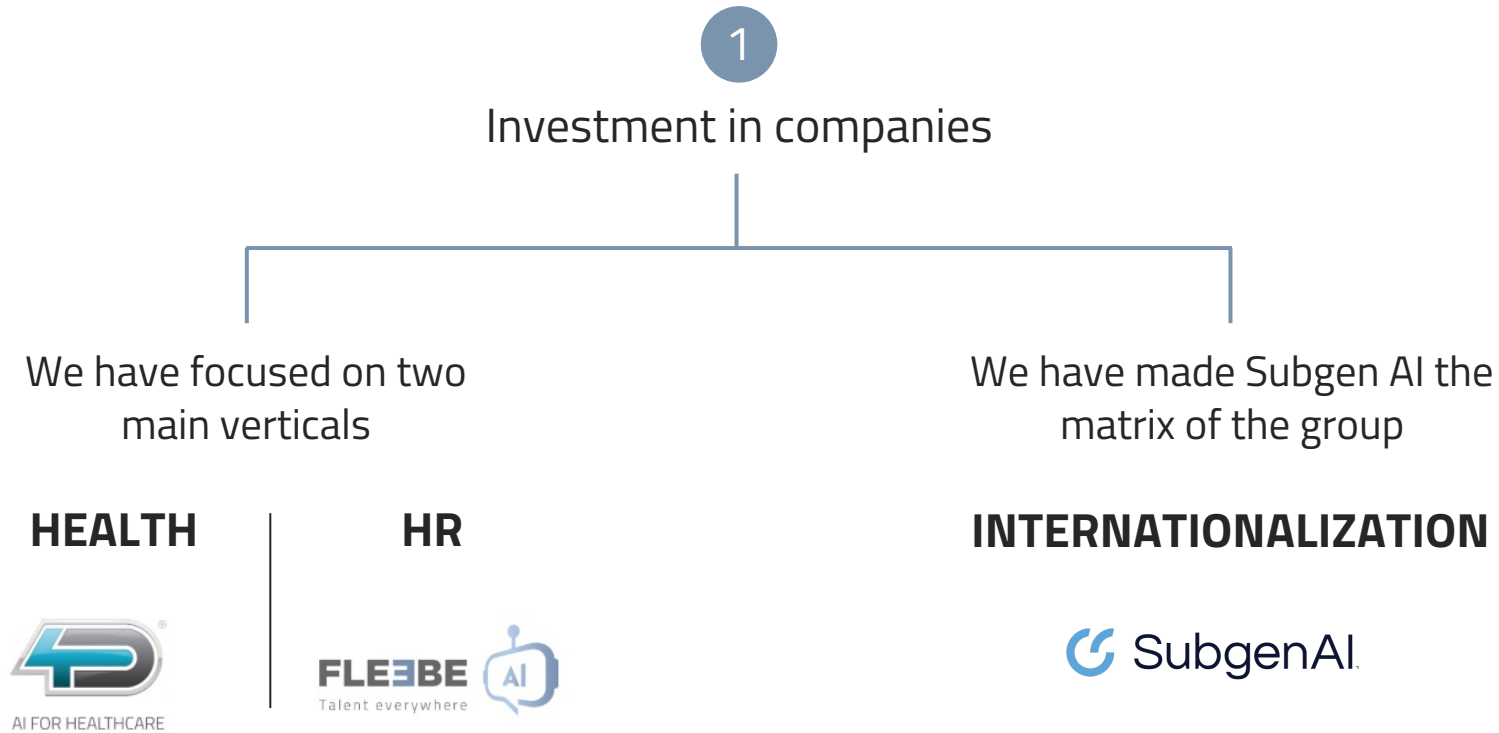 1
Investment in companies
We have focused on two
main verticals
We have made Subgen AI the
matrix of the group
HEALTH
HR
INTERNATIONALIZATION
4D
®
AI FOR HEALTHCARE
FLEƎBE
AI
Talent everywhere
SubgenAI